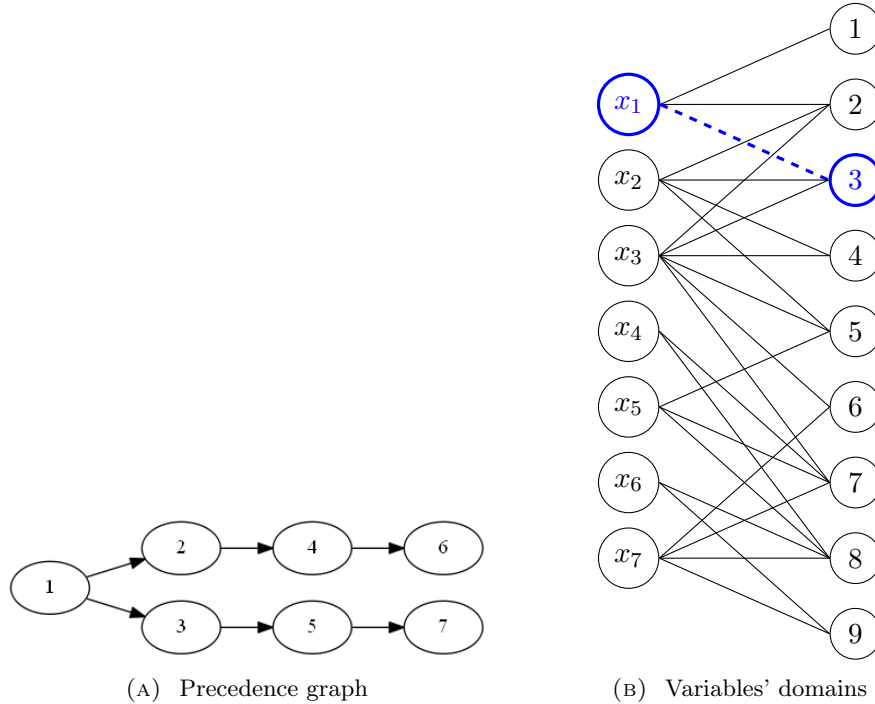 1
x₁
2
x₂
3
x₃
4
x₄
5
x₅
6
x₆
7
x₇
8
9
2
4
6
1
3
5
7
(A) Precedence graph
(B) Variables' domains